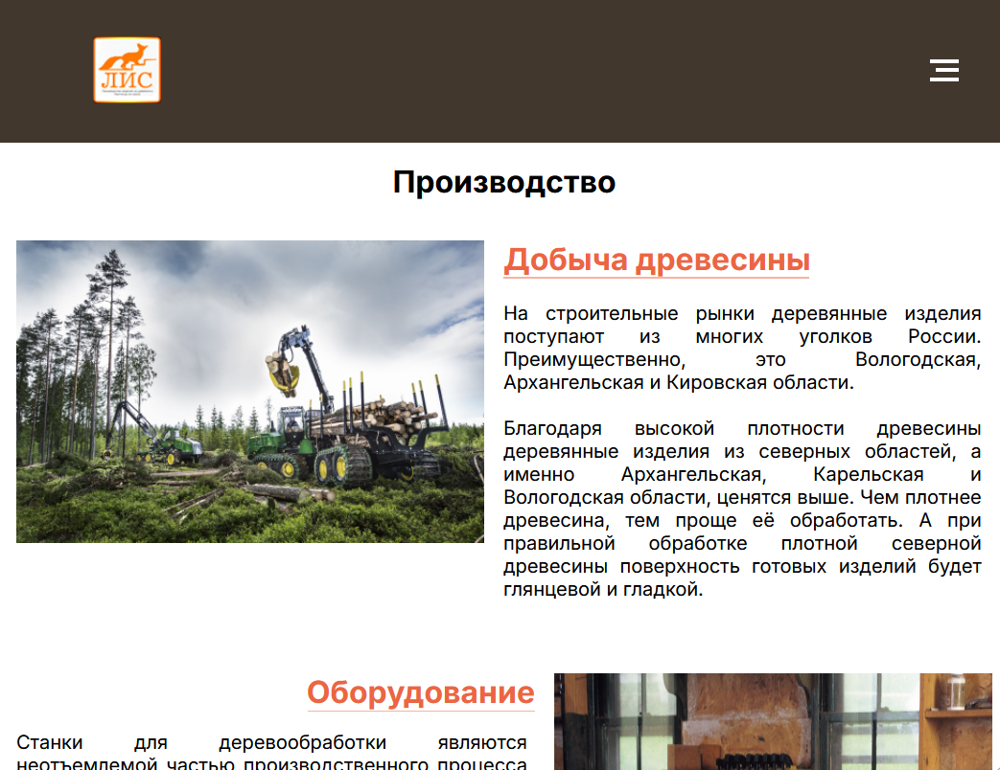 ЛИС
Производство
Добыча древесины
На строительные рынки деревянные изделия
поступают из многих уголков России.
Преимущественно, это Вологодская,
Архангельская и Кировская области.
Благодаря высокой плотности древесины
деревянные изделия из северных областей, а
именно Архангельская, Карельская и
Вологодская области, ценятся выше. Чем плотнее
древесина, тем проще её обработать. А при
правильной обработке плотной северной
древесины поверхность готовых изделий будет
глянцевой и гладкой.
Оборудование
Станки для деревообработки являются
неотъемлемой частью производственного процесса